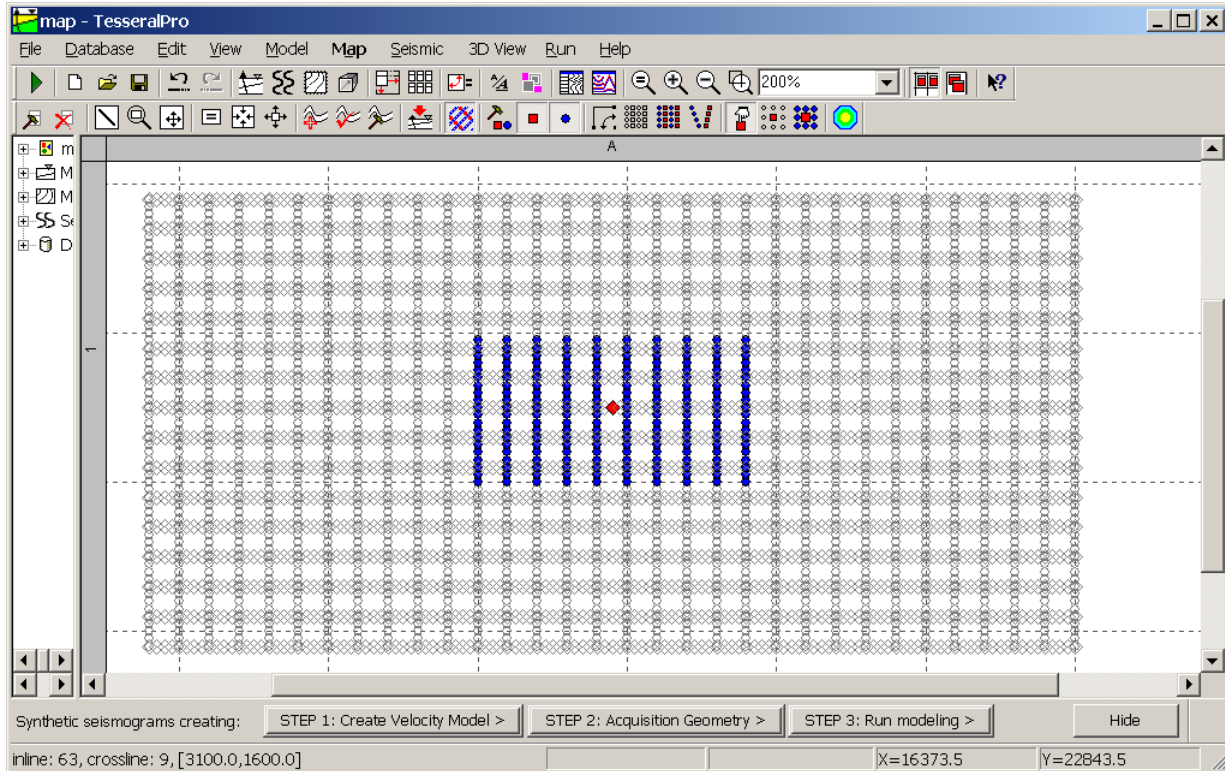 map - TesseralPro
File Database Edit View Model Map Seismic 3D View Run Help
200%
A
m
M
M
Se
D
1
Synthetic seismograms creating: STEP 1: Create Velocity Model > STEP 2: Acquisition Geometry > STEP 3: Run modeling > Hide
inline: 63, crossline: 9, [3100.0,1600.0] X=16373.5 Y=22843.5